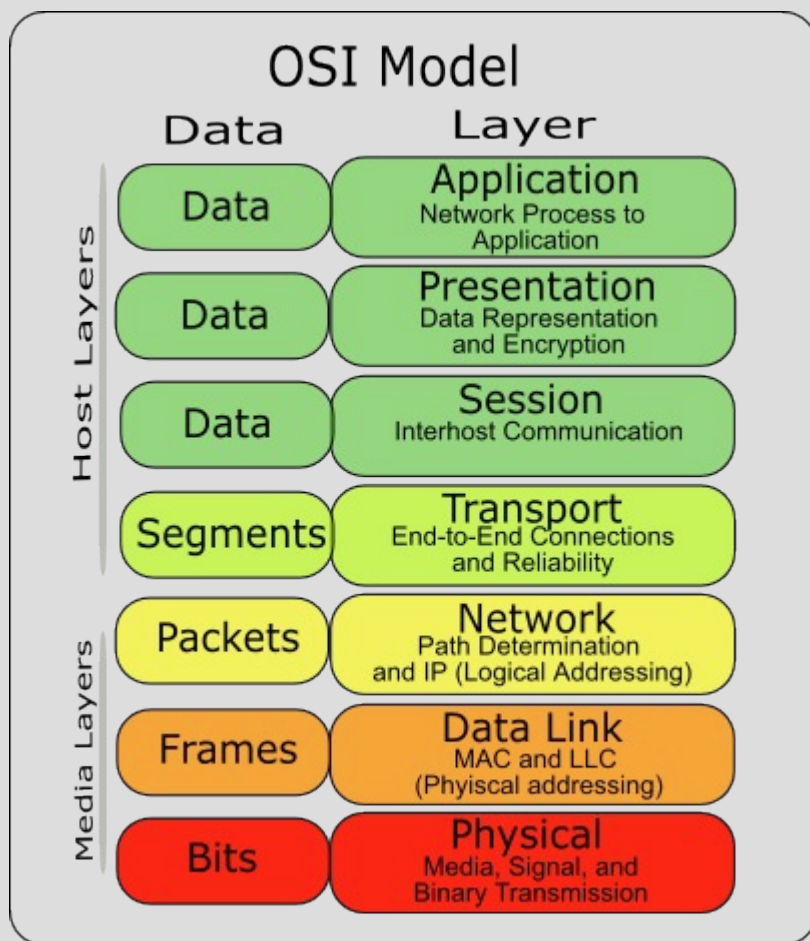 OSI Model
Data
Layer
Host Layers
Data
Application
Network Process to
Application
Data
Presentation
Data Representation
and Encryption
Data
Session
Interhost Communication
Segments
Transport
End-to-End Connections
and Reliability
Media Layers
Packets
Network
Path Determination
and IP (Logical Addressing)
Frames
Data Link
MAC and LLC
(Phyiscal addressing)
Bits
Physical
Media, Signal, and
Binary Transmission